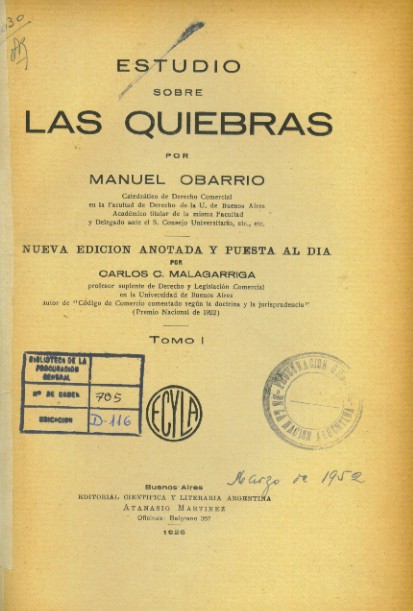 ESTUDIO
SOBRE
LAS QUIEBRAS
POR
MANUEL OBARRIO
Catedrático de Derecho Comercial
en la Facultad de Derecho de la U. de Buenos Aires
Académico titular de la misma Facultad
y Delegado ante el S. Consejo Universitario, etc., etc.
NUEVA EDICION ANOTADA Y PUESTA AL DIA
POR
CARLOS C. MALAGARRIGA
profesor suplente de Derecho y Legislación Comercial
en la Universidad de Buenos Aires
autor de "Código de Comercio comentado según la doctrina y la jurisprudencia"
(Premio Nacional de 1922)
TOMO I
BIBLIOTECA DE LA
PROCURACION
GENERAL
Nº DE ORDEN 705
UBICACION D-116
ECYLA
PROCURACION
DE LA NACION ARGENTINA
Marzo de 1952
Buenos Aires
EDITORIAL CIENTIFICA Y LITERARIA ARGENTINA
ATANASIO MARTINEZ
Oficinas: Belgrano 357
1926